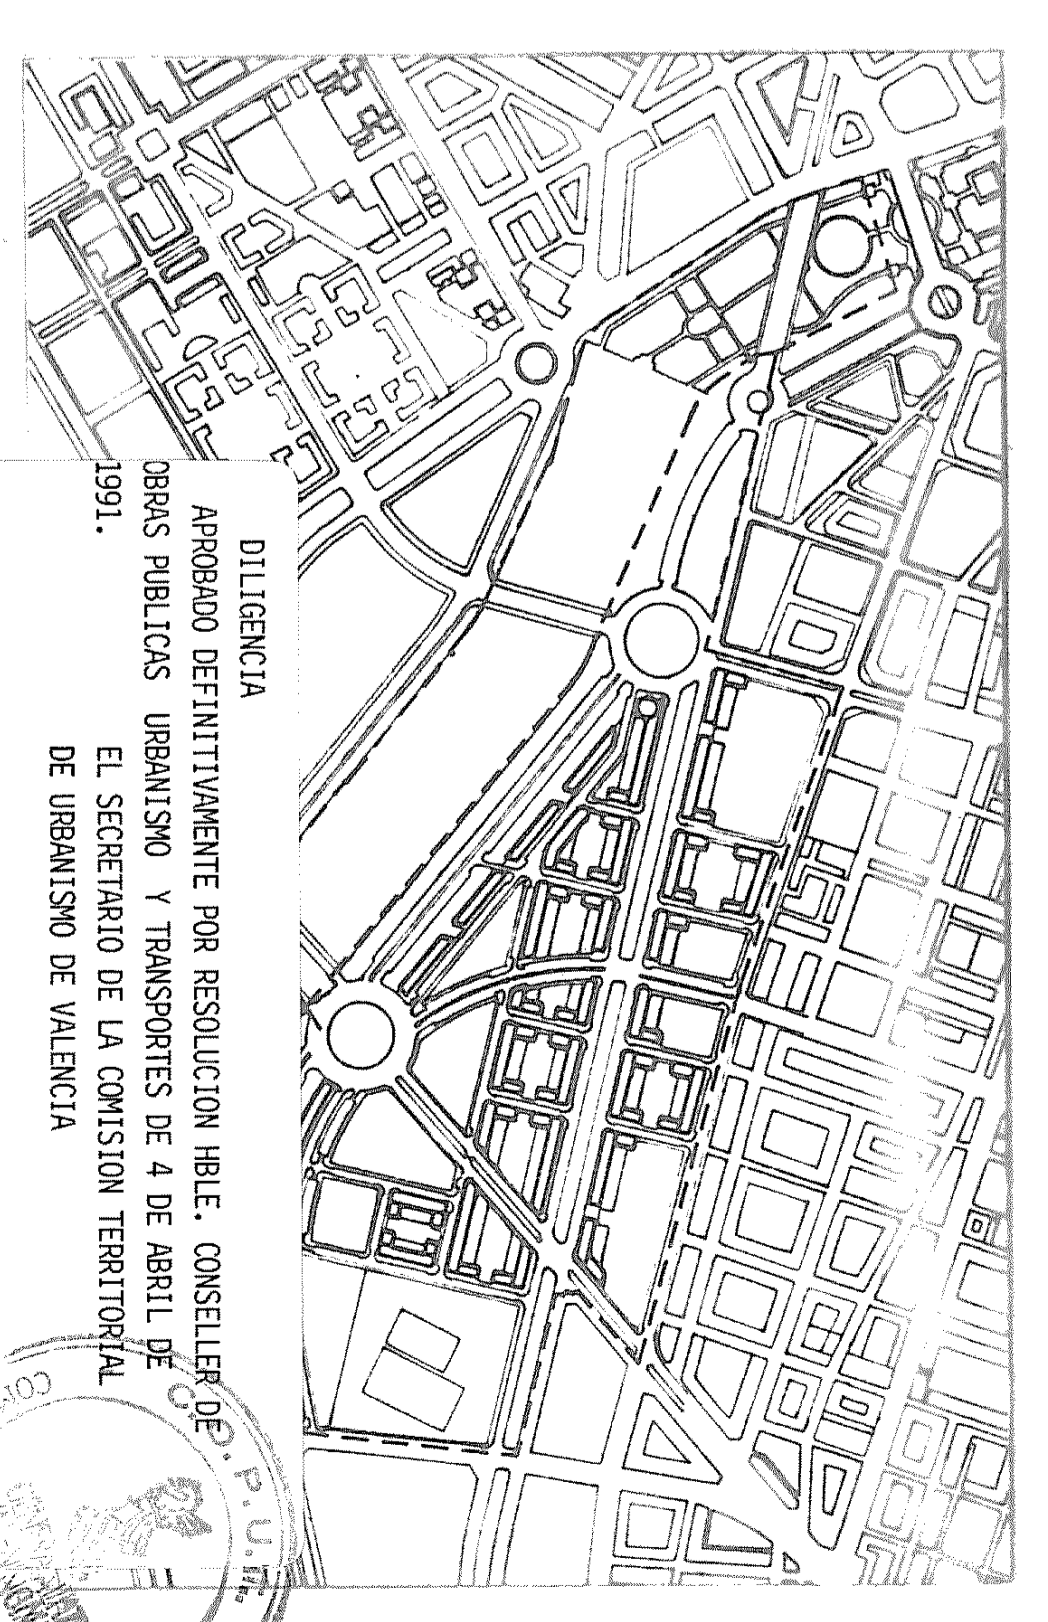 DILIGENCIA
APROBADO DEFINITIVAMENTE POR RESOLUCION HBLE. CONSELLER DE
OBRAS PUBLICAS URBANISMO Y TRANSPORTES DE 4 DE ABRIL DE
1991.
EL SECRETARIO DE LA COMISION TERRITORIAL
DE URBANISMO DE VALENCIA
C.O.P.U.